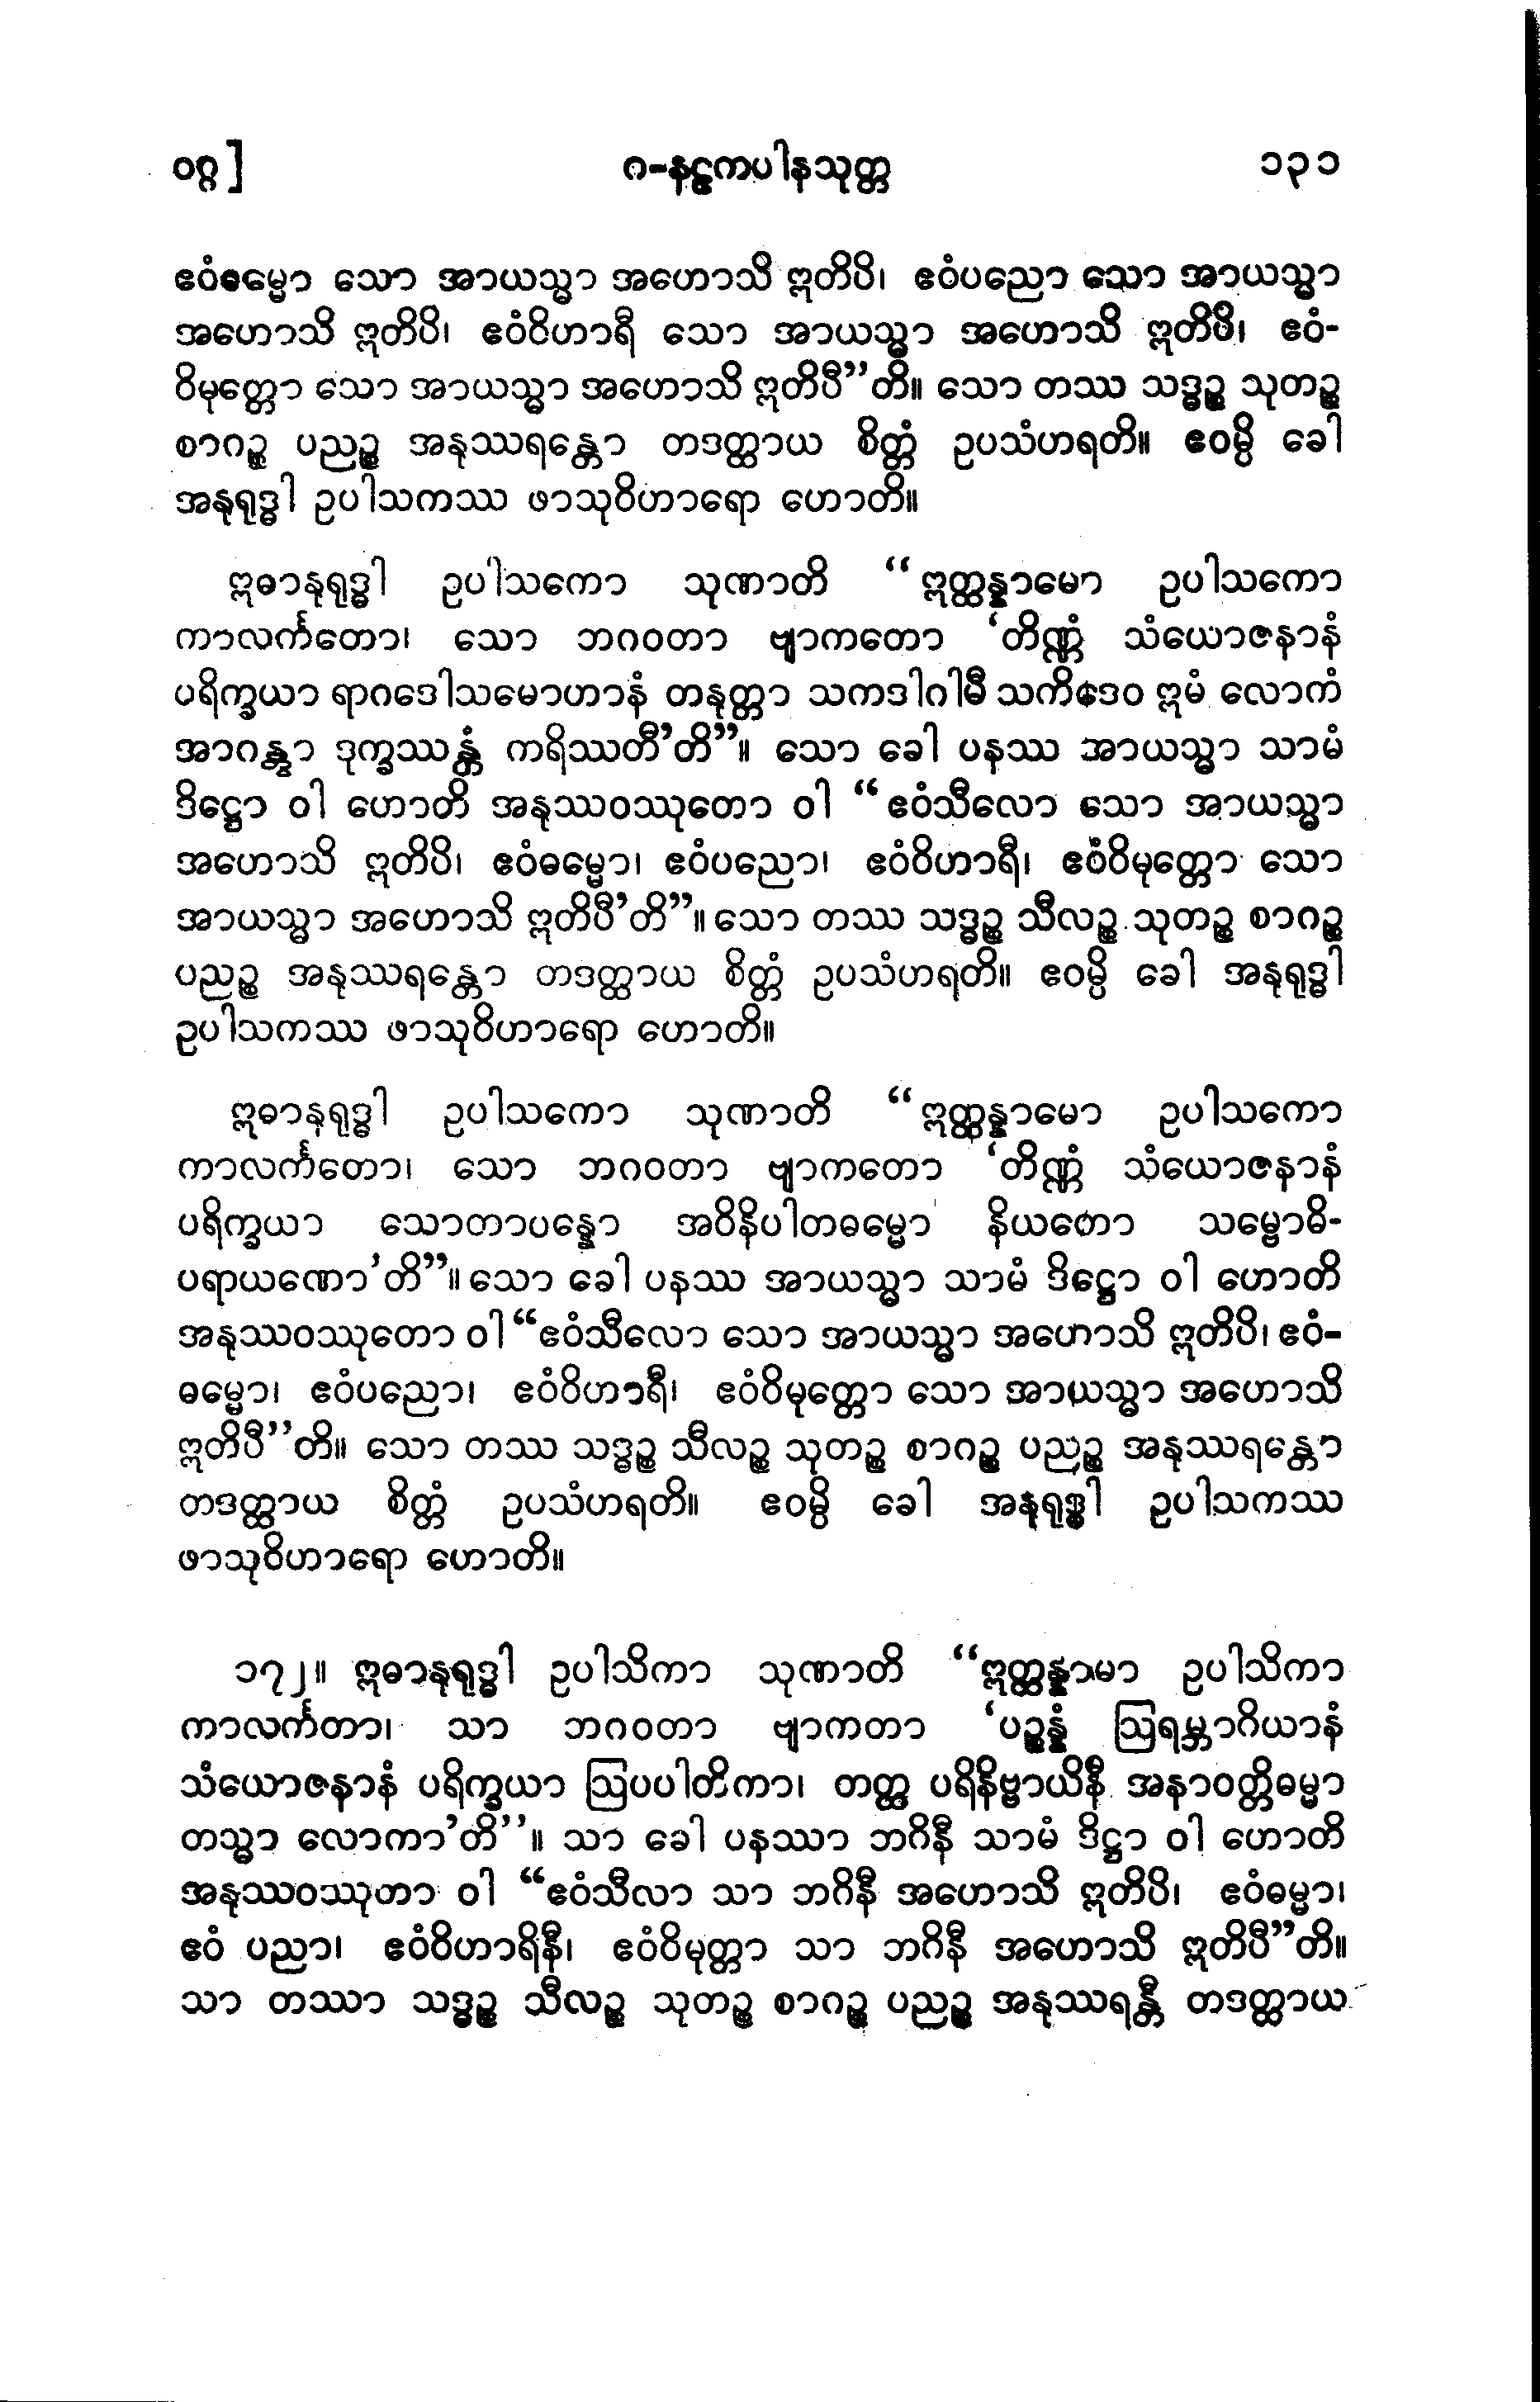 ဝဂ္ဂ]
၈-နဠကပါနသုတ္တ
၁၃၁
ဧဝံဓမ္မော သော အာယသ္မာ အဟောသိ ဣတိပိ၊ ဧဝံပညော သော အာယသ္မာ
အဟောသိ ဣတိပိ၊ ဧဝံဝိဟာရီ သော အာယသ္မာ အဟောသိ ဣတိပိ၊ ဧဝံ-
ဝိမုတ္တော သော အာယသ္မာ အဟောသိ ဣတိပီ”တိ။ သော တဿ သဒ္ဓဉ္စ သုတဉ္စ
စာဂဉ္စ ပညဉ္စ အနုဿရန္တော တဒတ္ထာယ စိတ္တံ ဥပသံဟရတိ။ ဧဝမ္ပိ ခေါ
အနုရုဒ္ဓါ ဥပါသကဿ ဖာသုဝိဟာရော ဟောတိ။
ဣဓာနုရုဒ္ဓါ ဥပါသကော သုဏာတိ “ဣတ္ထန္နာမော ဥပါသကော
ကာလင်္ကတော၊ သော ဘဂဝတာ ဗျာကတော ‘တိဏ္ဏံ သံယောဇနာနံ
ပရိက္ခယာ ရာဂဒေါသမောဟာနံ တနုတ္တာ သကဒါဂါမီ သကိဒေဝ ဣမံ လောကံ
အာဂန္တွာ ဒုက္ခဿန္တံ ကရိဿတီ’တိ”။ သော ခေါ ပနဿ အာယသ္မာ သာမံ
ဒိဋ္ဌော ဝါ ဟောတိ အနုဿဝဿုတော ဝါ “ဧဝံသီလော သော အာယသ္မာ
အဟောသိ ဣတိပိ၊ ဧဝံဓမ္မော၊ ဧဝံပညော၊ ဧဝံဝိဟာရီ၊ ဧဝံဝိမုတ္တော သော
အာယသ္မာ အဟောသိ ဣတိပီ’တိ”။ သော တဿ သဒ္ဓဉ္စ သီလဉ္စ သုတဉ္စ စာဂဉ္စ
ပညဉ္စ အနုဿရန္တော တဒတ္ထာယ စိတ္တံ ဥပသံဟရတိ။ ဧဝမ္ပိ ခေါ အနုရုဒ္ဓါ
ဥပါသကဿ ဖာသုဝိဟာရော ဟောတိ။
ဣဓာနုရုဒ္ဓါ ဥပါသကော သုဏာတိ “ဣတ္ထန္နာမော ဥပါသကော
ကာလင်္ကတော၊ သော ဘဂဝတာ ဗျာကတော ‘တိဏ္ဏံ သံယောဇနာနံ
ပရိက္ခယာ သောတာပန္နော အဝိနိပါတဓမ္မော နိယတော သမ္ဗောဓိ-
ပရာယဏော’တိ”။ သော ခေါ ပနဿ အာယသ္မာ သာမံ ဒိဋ္ဌော ဝါ ဟောတိ
အနုဿဝဿုတော ဝါ “ဧဝံသီလော သော အာယသ္မာ အဟောသိ ဣတိပိ၊ ဧဝံ-
ဓမ္မော၊ ဧဝံပညော၊ ဧဝံဝိဟာရီ၊ ဧဝံဝိမုတ္တော သော အာယသ္မာ အဟောသိ
ဣတိပီ”တိ။ သော တဿ သဒ္ဓဉ္စ သီလဉ္စ သုတဉ္စ စာဂဉ္စ ပညဉ္စ အနုဿရန္တော
တဒတ္ထာယ စိတ္တံ ဥပသံဟရတိ။ ဧဝမ္ပိ ခေါ အနုရုဒ္ဓါ ဥပါသကဿ
ဖာသုဝိဟာရော ဟောတိ။
၁၇၂။ ဣဓာနုရုဒ္ဓါ ဥပါသိကာ သုဏာတိ “ဣတ္ထန္နာမာ ဥပါသိကာ
ကာလင်္ကတာ၊ သာ ဘဂဝတာ ဗျာကတာ ‘ပဉ္စန္နံ ဩရမ္ဘာဂိယာနံ
သံယောဇနာနံ ပရိက္ခယာ ဩပပါတိကာ၊ တတ္ထ ပရိနိဗ္ဗာယိနီ အနာဝတ္တိဓမ္မာ
တသ္မာ လောကာ’တိ”။ သာ ခေါ ပနဿာ ဘဂိနီ သာမံ ဒိဋ္ဌာ ဝါ ဟောတိ
အနုဿဝဿုတာ ဝါ “ဧဝံသီလာ သာ ဘဂိနီ အဟောသိ ဣတိပိ၊ ဧဝံဓမ္မာ၊
ဧဝံ ပညာ၊ ဧဝံဝိဟာရိနီ၊ ဧဝံဝိမုတ္တာ သာ ဘဂိနီ အဟောသိ ဣတိပီ”တိ။
သာ တဿာ သဒ္ဓဉ္စ သီလဉ္စ သုတဉ္စ စာဂဉ္စ ပညဉ္စ အနုဿရန္တီ တဒတ္ထာယ